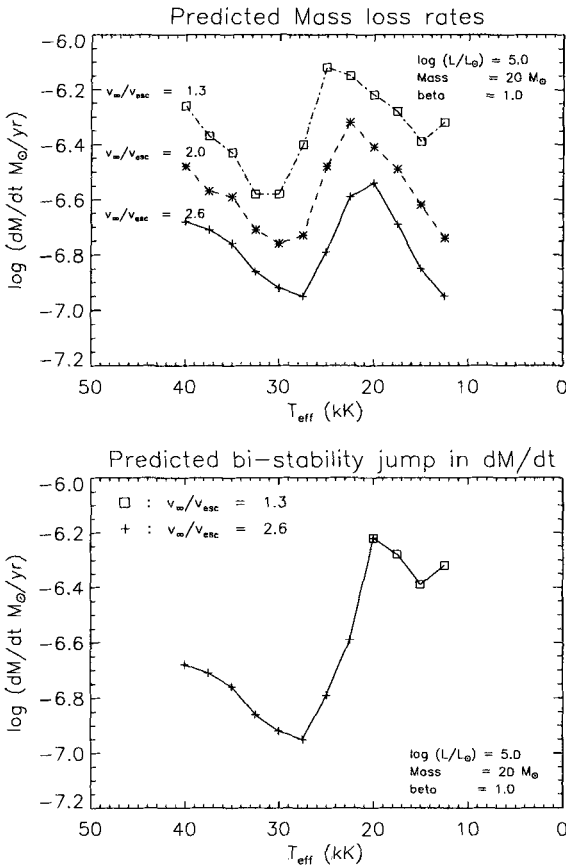 Predicted Mass loss rates
log (dM/dt M⊙/yr)
-6.0
-6.2
-6.4
-6.6
-6.8
-7.0
-7.2
log (L/L⊙) = 5.0
Mass = 20 M⊙
beta = 1.0
v∞/vesc = 1.3
v∞/vesc = 2.0
v∞/vesc = 2.6
50 40 30 20 10 0
Teff (kK)
Predicted bi-stability jump in dM/dt
log (dM/dt M⊙/yr)
-6.0
-6.2
-6.4
-6.6
-6.8
-7.0
-7.2
□ : v∞/vesc = 1.3
+ : v∞/vesc = 2.6
log (L/L⊙) = 5.0
Mass = 20 M⊙
beta = 1.0
50 40 30 20 10 0
Teff (kK)